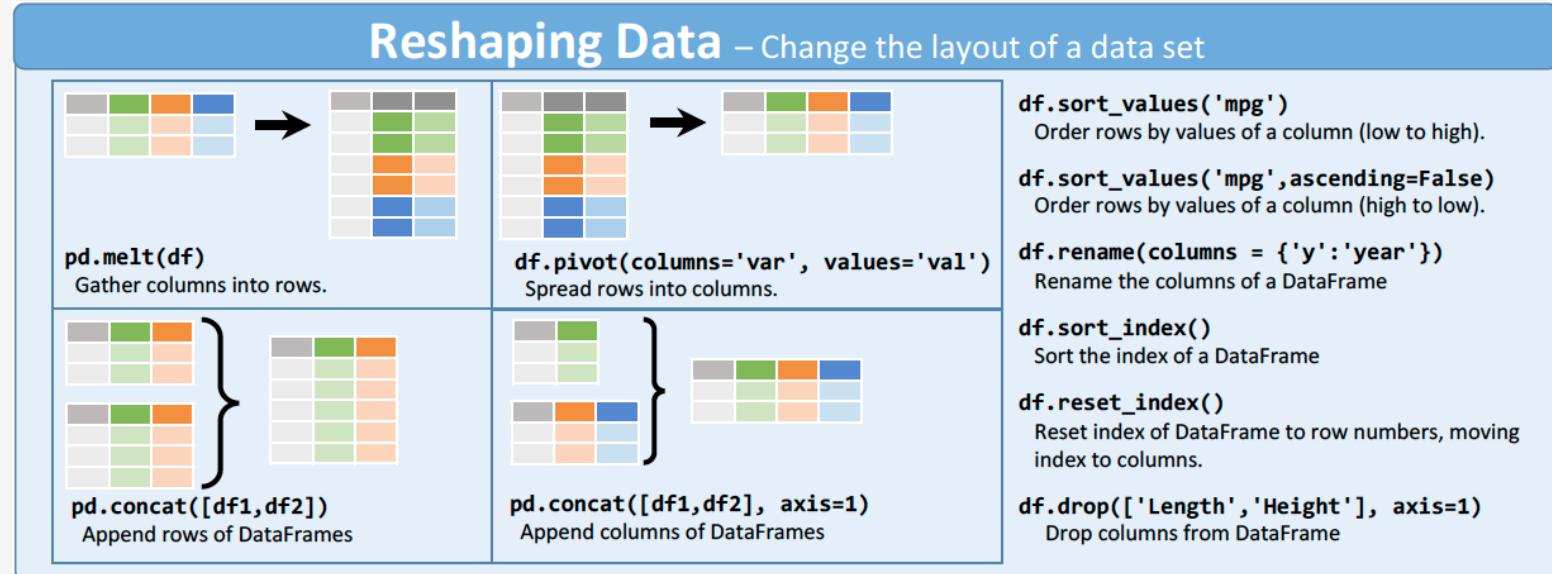 Reshaping Data – Change the layout of a data set
pd.melt(df)
Gather columns into rows.
df.pivot(columns='var', values='val')
Spread rows into columns.
pd.concat([df1,df2])
Append rows of DataFrames
pd.concat([df1,df2], axis=1)
Append columns of DataFrames
df.sort_values('mpg')
Order rows by values of a column (low to high).
df.sort_values('mpg',ascending=False)
Order rows by values of a column (high to low).
df.rename(columns = {'y':'year'})
Rename the columns of a DataFrame
df.sort_index()
Sort the index of a DataFrame
df.reset_index()
Reset index of DataFrame to row numbers, moving
index to columns.
df.drop(['Length','Height'], axis=1)
Drop columns from DataFrame